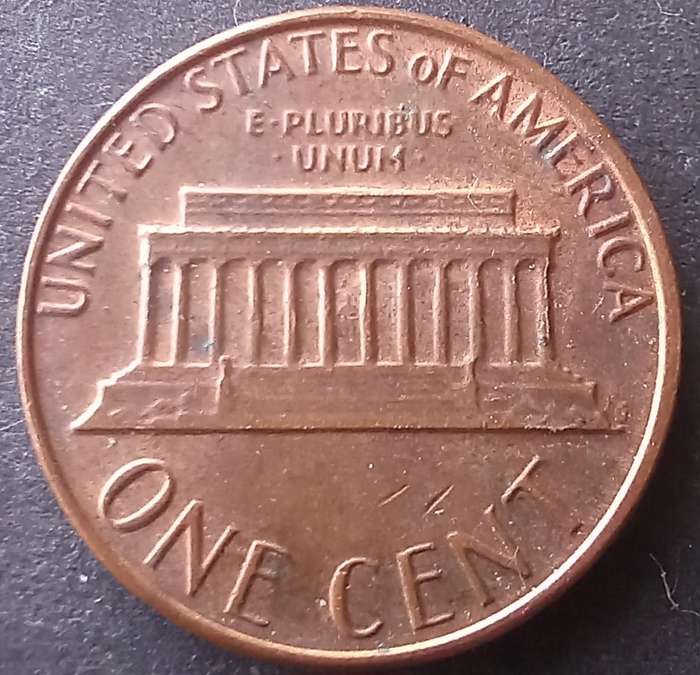 UNITED STATES OF AMERICA
E·PLURIBUS
·UNUM·
ONE CENT